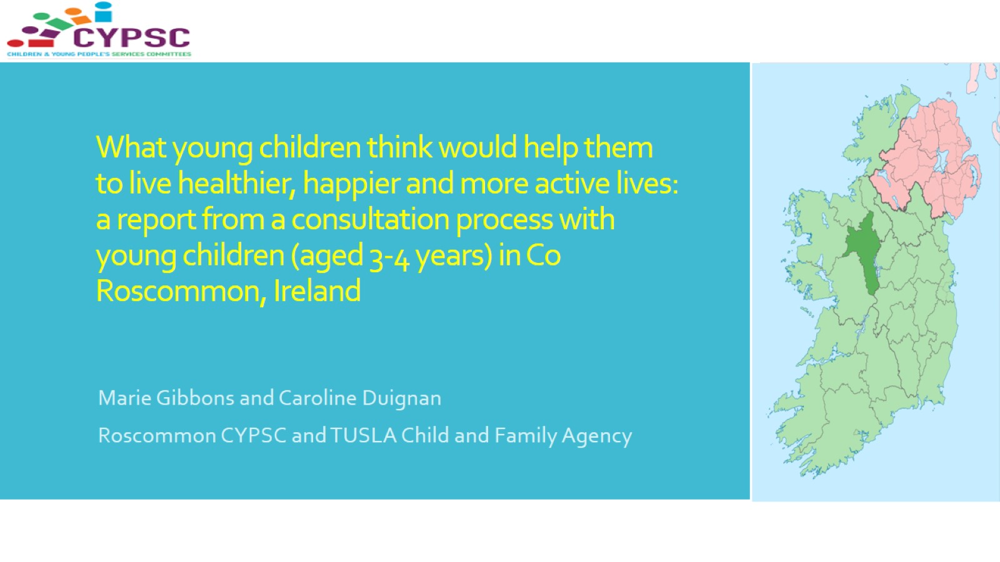 CYPSC
CHILDREN & YOUNG PEOPLE'S SERVICES COMMITTEES
What young children think would help them
to live healthier, happier and more active lives:
a report from a consultation process with
young children (aged 3-4 years) in Co
Roscommon, Ireland
Marie Gibbons and Caroline Duignan
Roscommon CYPSC and TUSLA Child and Family Agency